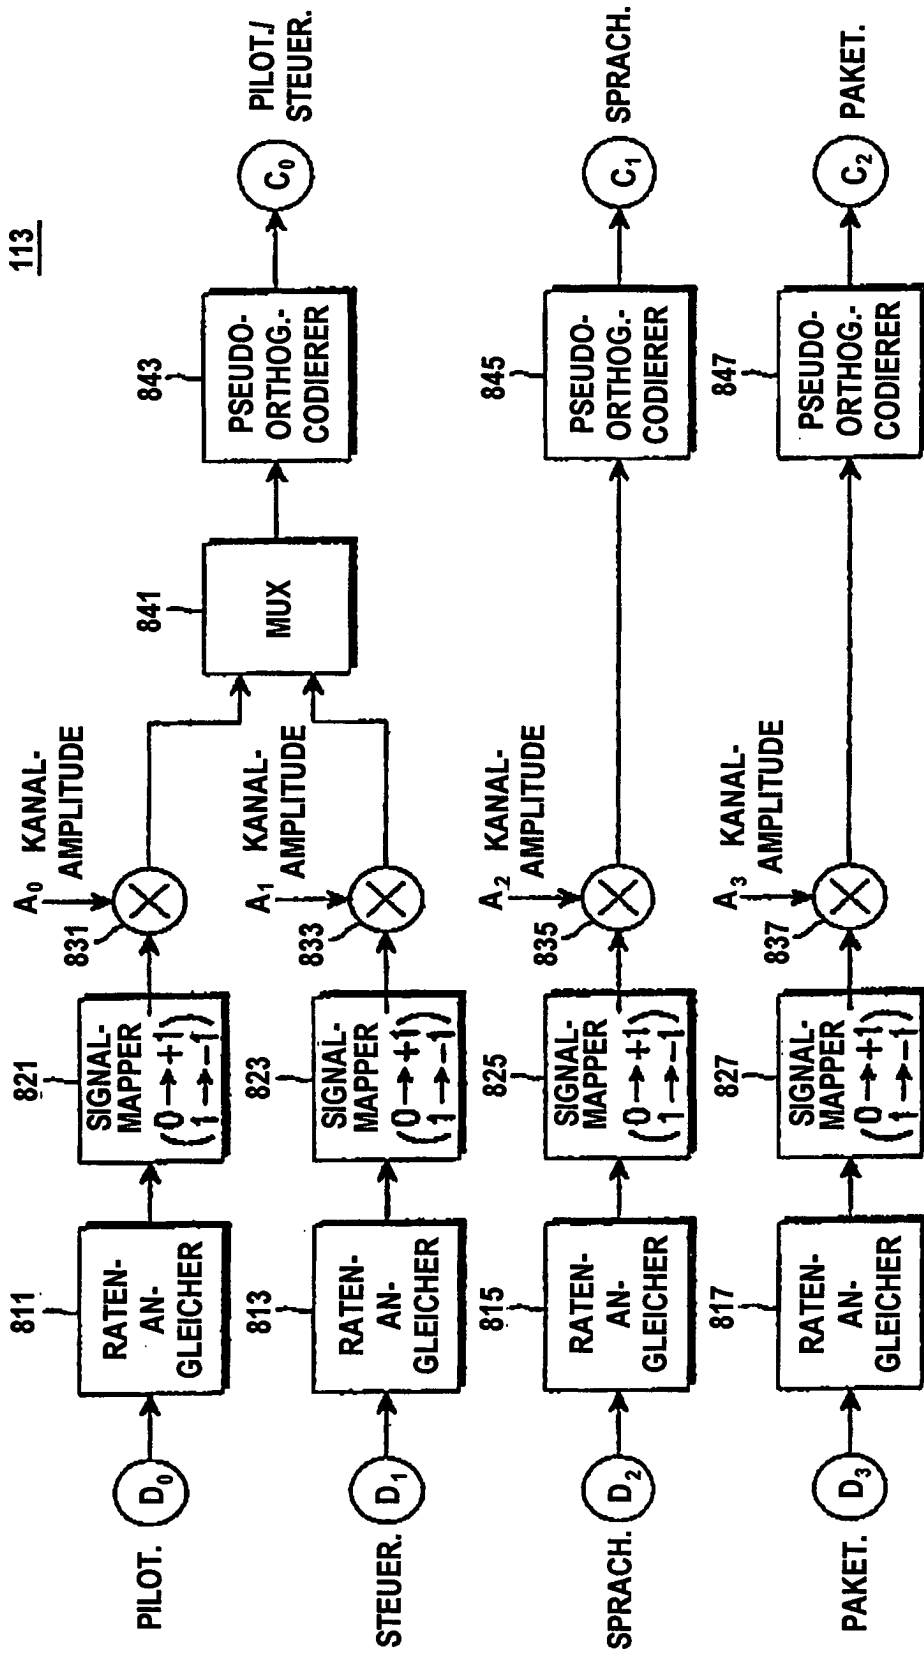 113
PILOT.
D0
811
RATEN-
AN-
GLEICHER
821
SIGNAL-
MAPPER
(0→+1)
(1→−1)
831
A0
KANAL-
AMPLITUDE
841
MUX
843
PSEUDO-
ORTHOG.-
CODIERER
C0
PILOT./
STEUER.
STEUER.
D1
813
RATEN-
AN-
GLEICHER
823
SIGNAL-
MAPPER
(0→+1)
(1→−1)
833
A1
KANAL-
AMPLITUDE
SPRACH.
D2
815
RATEN-
AN-
GLEICHER
825
SIGNAL-
MAPPER
(0→+1)
(1→−1)
835
A2
KANAL-
AMPLITUDE
845
PSEUDO-
ORTHOG.-
CODIERER
C1
SPRACH.
PAKET.
D3
817
RATEN-
AN-
GLEICHER
827
SIGNAL-
MAPPER
(0→+1)
(1→−1)
837
A3
KANAL-
AMPLITUDE
847
PSEUDO-
ORTHOG.-
CODIERER
C2
PAKET.